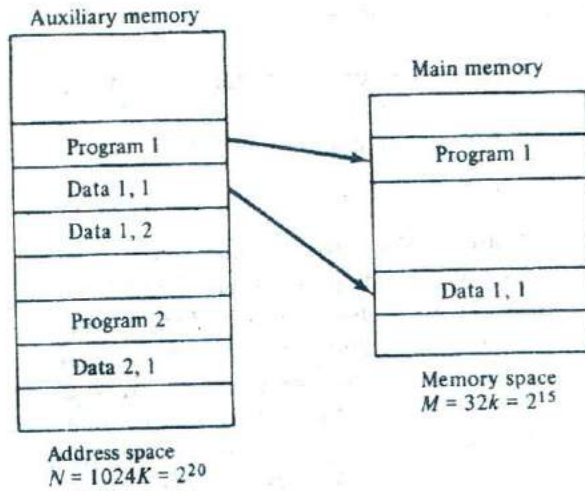 Auxiliary memory
Program 1
Data 1, 1
Data 1, 2
Program 2
Data 2, 1
Address space
N = 1024K = 2²⁰
Main memory
Program 1
Data 1, 1
Memory space
M = 32k = 2¹⁵